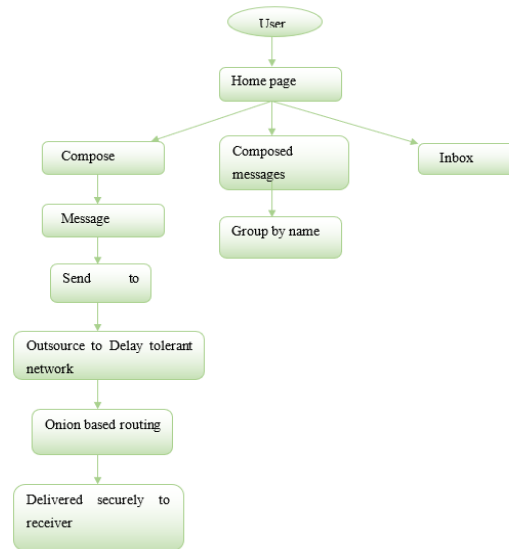 User
Home page
Compose
Composed
messages
Inbox
Message
Group by name
Send to
Outsource to Delay tolerant
network
Onion based routing
Delivered securely to
receiver